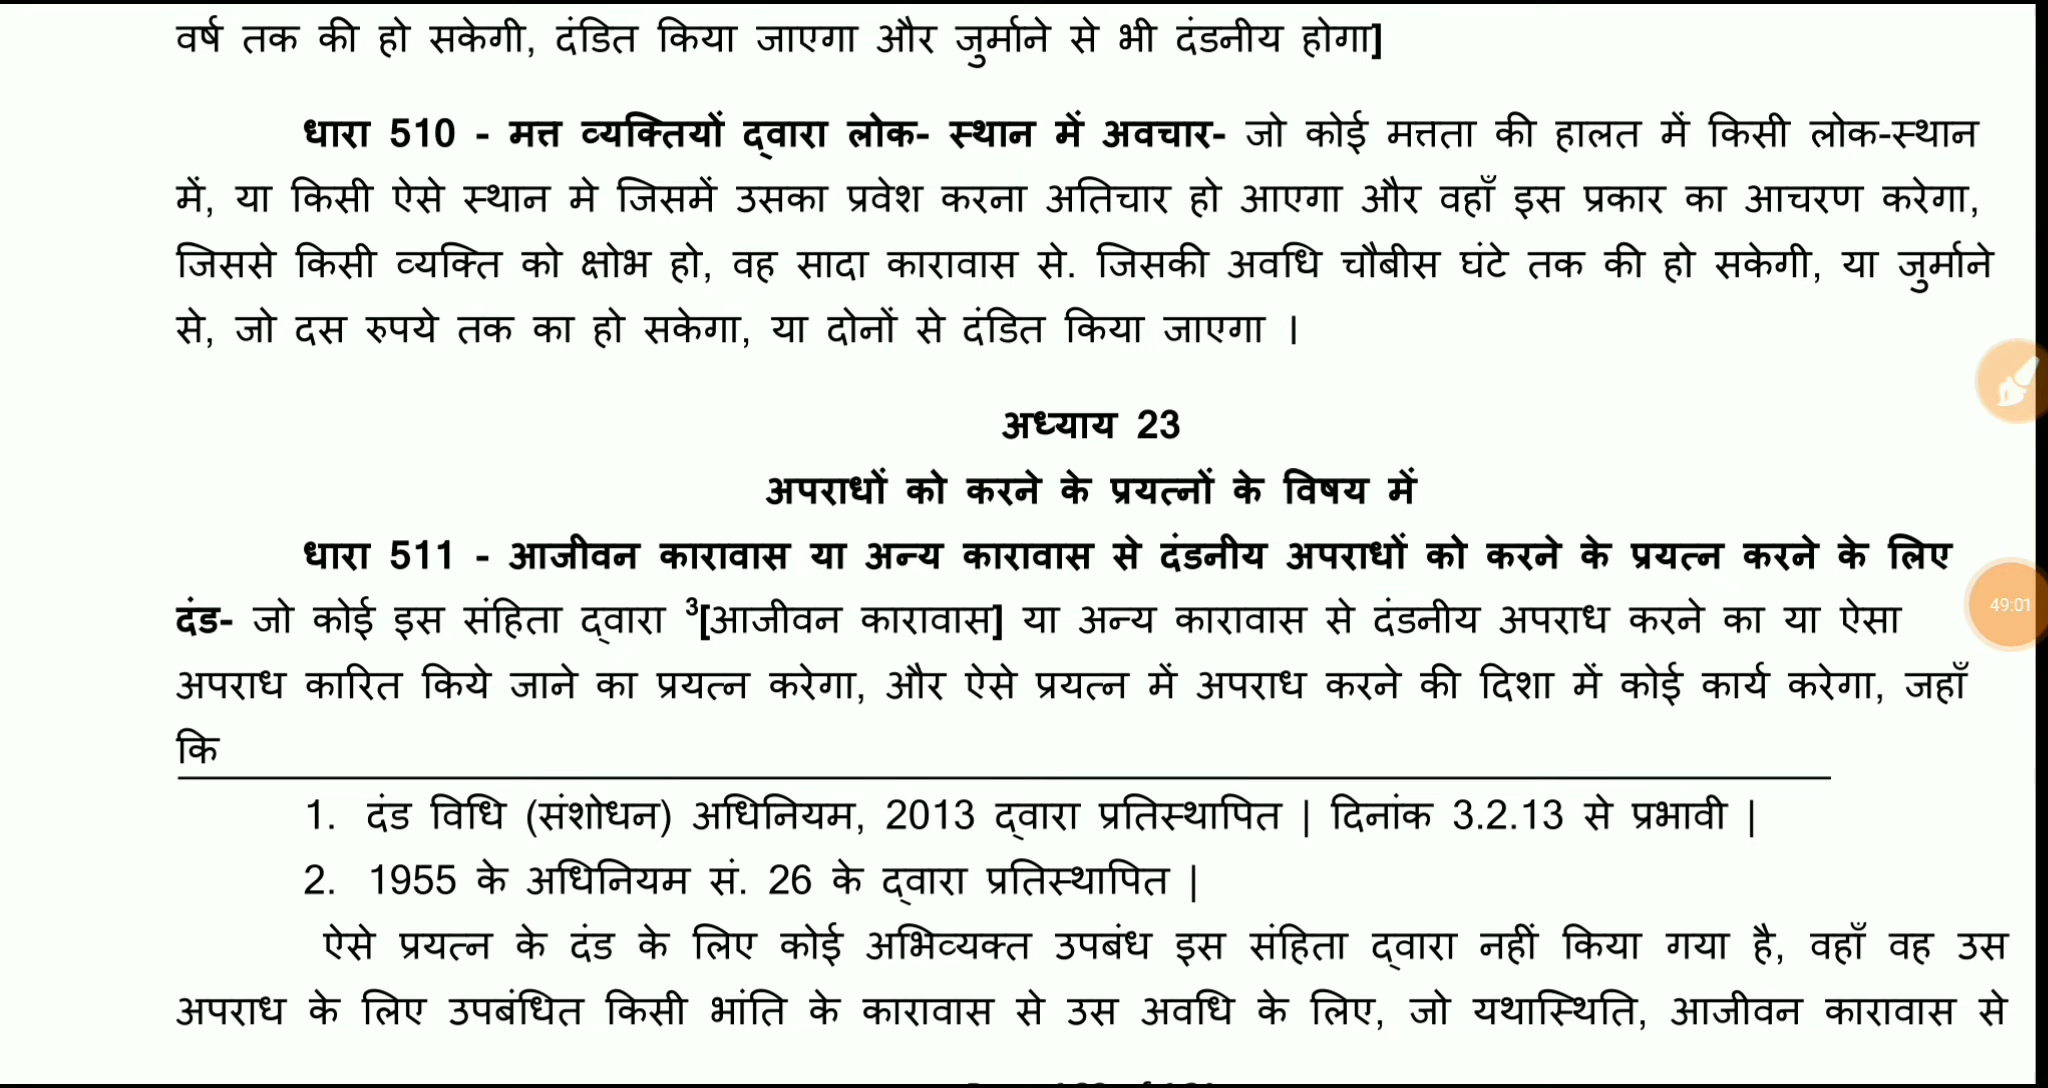 वर्ष तक की हो सकेगी, दंडित किया जाएगा और जुर्माने से भी दंडनीय होगा]
धारा 510 - मत्त व्यक्तियों द्वारा लोक- स्थान में अवचार- जो कोई मत्तता की हालत में किसी लोक-स्थान
में, या किसी ऐसे स्थान मे जिसमें उसका प्रवेश करना अतिचार हो आएगा और वहाँ इस प्रकार का आचरण करेगा,
जिससे किसी व्यक्ति को क्षोभ हो, वह सादा कारावास से. जिसकी अवधि चौबीस घंटे तक की हो सकेगी, या जुर्माने
से, जो दस रुपये तक का हो सकेगा, या दोनों से दंडित किया जाएगा ।
अध्याय 23
अपराधों को करने के प्रयत्नों के विषय में
धारा 511 - आजीवन कारावास या अन्य कारावास से दंडनीय अपराधों को करने के प्रयत्न करने के लिए
दंड- जो कोई इस संहिता द्वारा ³[आजीवन कारावास] या अन्य कारावास से दंडनीय अपराध करने का या ऐसा
अपराध कारित किये जाने का प्रयत्न करेगा, और ऐसे प्रयत्न में अपराध करने की दिशा में कोई कार्य करेगा, जहाँ
कि
49:01
1. दंड विधि (संशोधन) अधिनियम, 2013 द्वारा प्रतिस्थापित | दिनांक 3.2.13 से प्रभावी |
2. 1955 के अधिनियम सं. 26 के द्वारा प्रतिस्थापित |
ऐसे प्रयत्न के दंड के लिए कोई अभिव्यक्त उपबंध इस संहिता द्वारा नहीं किया गया है, वहाँ वह उस
अपराध के लिए उपबंधित किसी भांति के कारावास से उस अवधि के लिए, जो यथास्थिति, आजीवन कारावास से